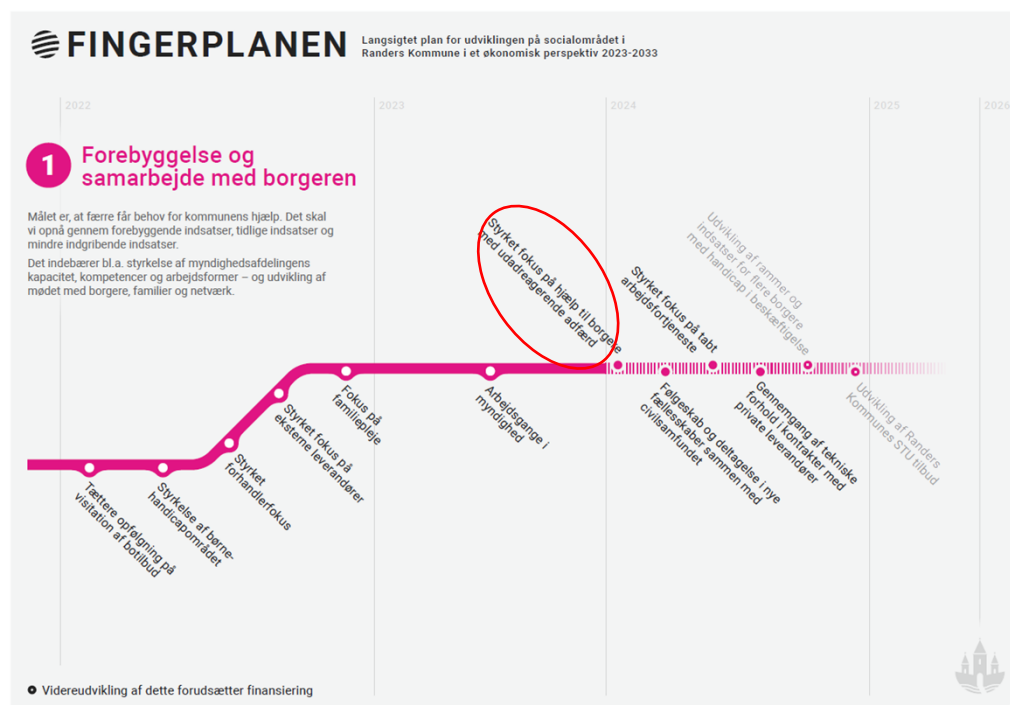 FINGERPLANEN
Langsigtet plan for udviklingen på socialområdet i
Randers Kommune i et økonomisk perspektiv 2023-2033
2022
2023
2024
2025
2026
1
Forebyggelse og
samarbejde med borgeren
Målet er, at færre får behov for kommunens hjælp. Det skal
vi opnå gennem forebyggende indsatser, tidlige indsatser og
mindre indgribende indsatser.
Det indebærer bl.a. styrkelse af myndighedsafdelingens
kapacitet, kompetencer og arbejdsformer – og udvikling af
mødet med borgere, familier og netværk.
Tættere opfølgning på
visitation af botilbud
Styrkelse af børne-
handicapområdet
Styrket
forhandlerfokus
Styrket fokus på
eksterne leverandører
Fokus på
familiepleje
Arbejdsgange i
myndighed
Styrket fokus på hjælp til borgere
med udadreagerende adfærd
Følgeskab og deltagelse i nye
fællesskaber sammen med
civilsamfundet
Styrket fokus på tabt
arbejdsfortjeneste
Gennemgang af tekniske
forhold i kontrakter med
private leverandører
Udvikling af rammer og
indsatser for flere borgere
med handicap i beskæftigelse
Udvikling af Randers
Kommunes STU tilbud
Videreudvikling af dette forudsætter finansiering